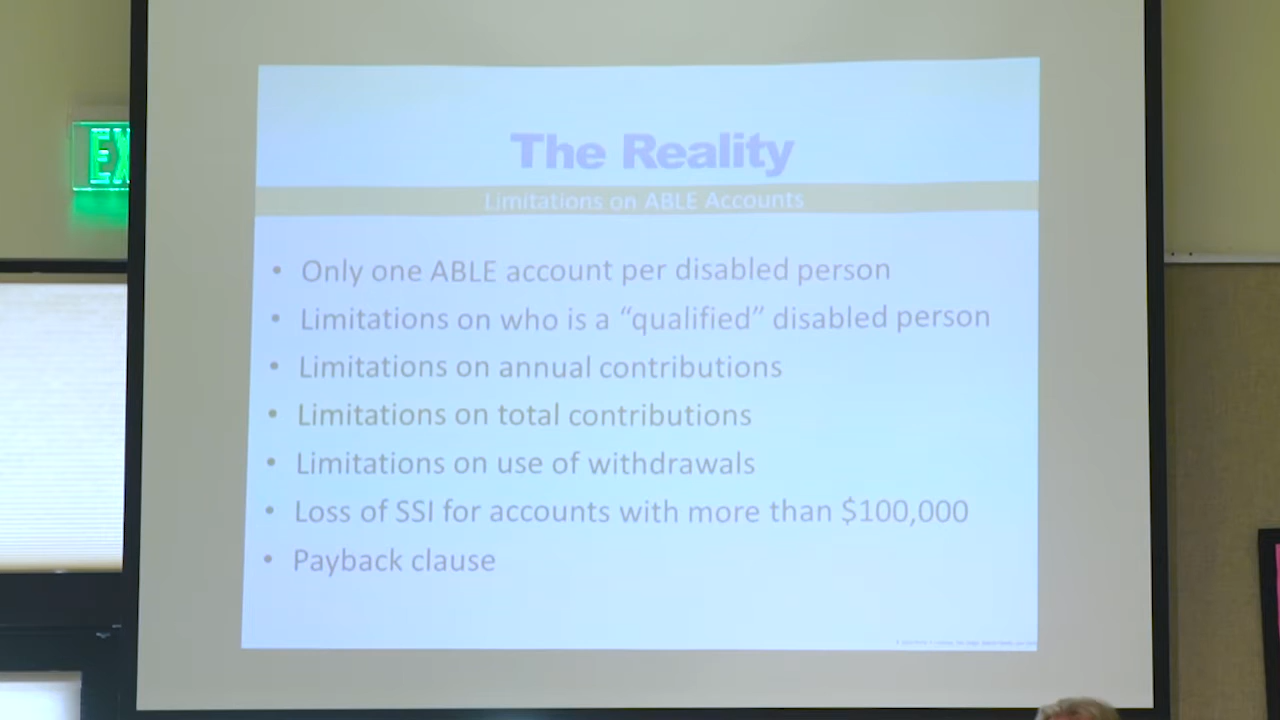 EX
The Reality
Limitations on ABLE Accounts
• Only one ABLE account per disabled person
• Limitations on who is a “qualified” disabled person
• Limitations on annual contributions
• Limitations on total contributions
• Limitations on use of withdrawals
• Loss of SSI for accounts with more than $100,000
• Payback clause